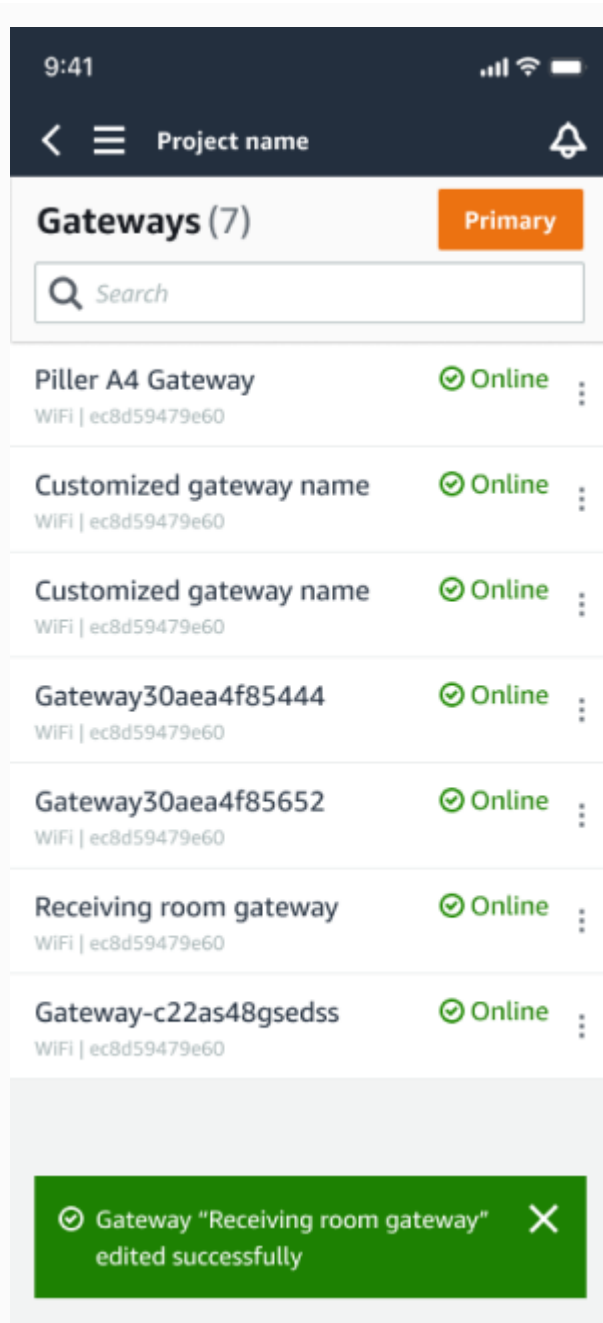 9:41
Project name
Gateways (7)
Primary
Search
Piller A4 Gateway
Online
WiFi | ec8d59479e60
Customized gateway name
Online
WiFi | ec8d59479e60
Customized gateway name
Online
WiFi | ec8d59479e60
Gateway30aea4f85444
Online
WiFi | ec8d59479e60
Gateway30aea4f85652
Online
WiFi | ec8d59479e60
Receiving room gateway
Online
WiFi | ec8d59479e60
Gateway-c22as48gsedss
Online
WiFi | ec8d59479e60
Gateway “Receiving room gateway”
edited successfully